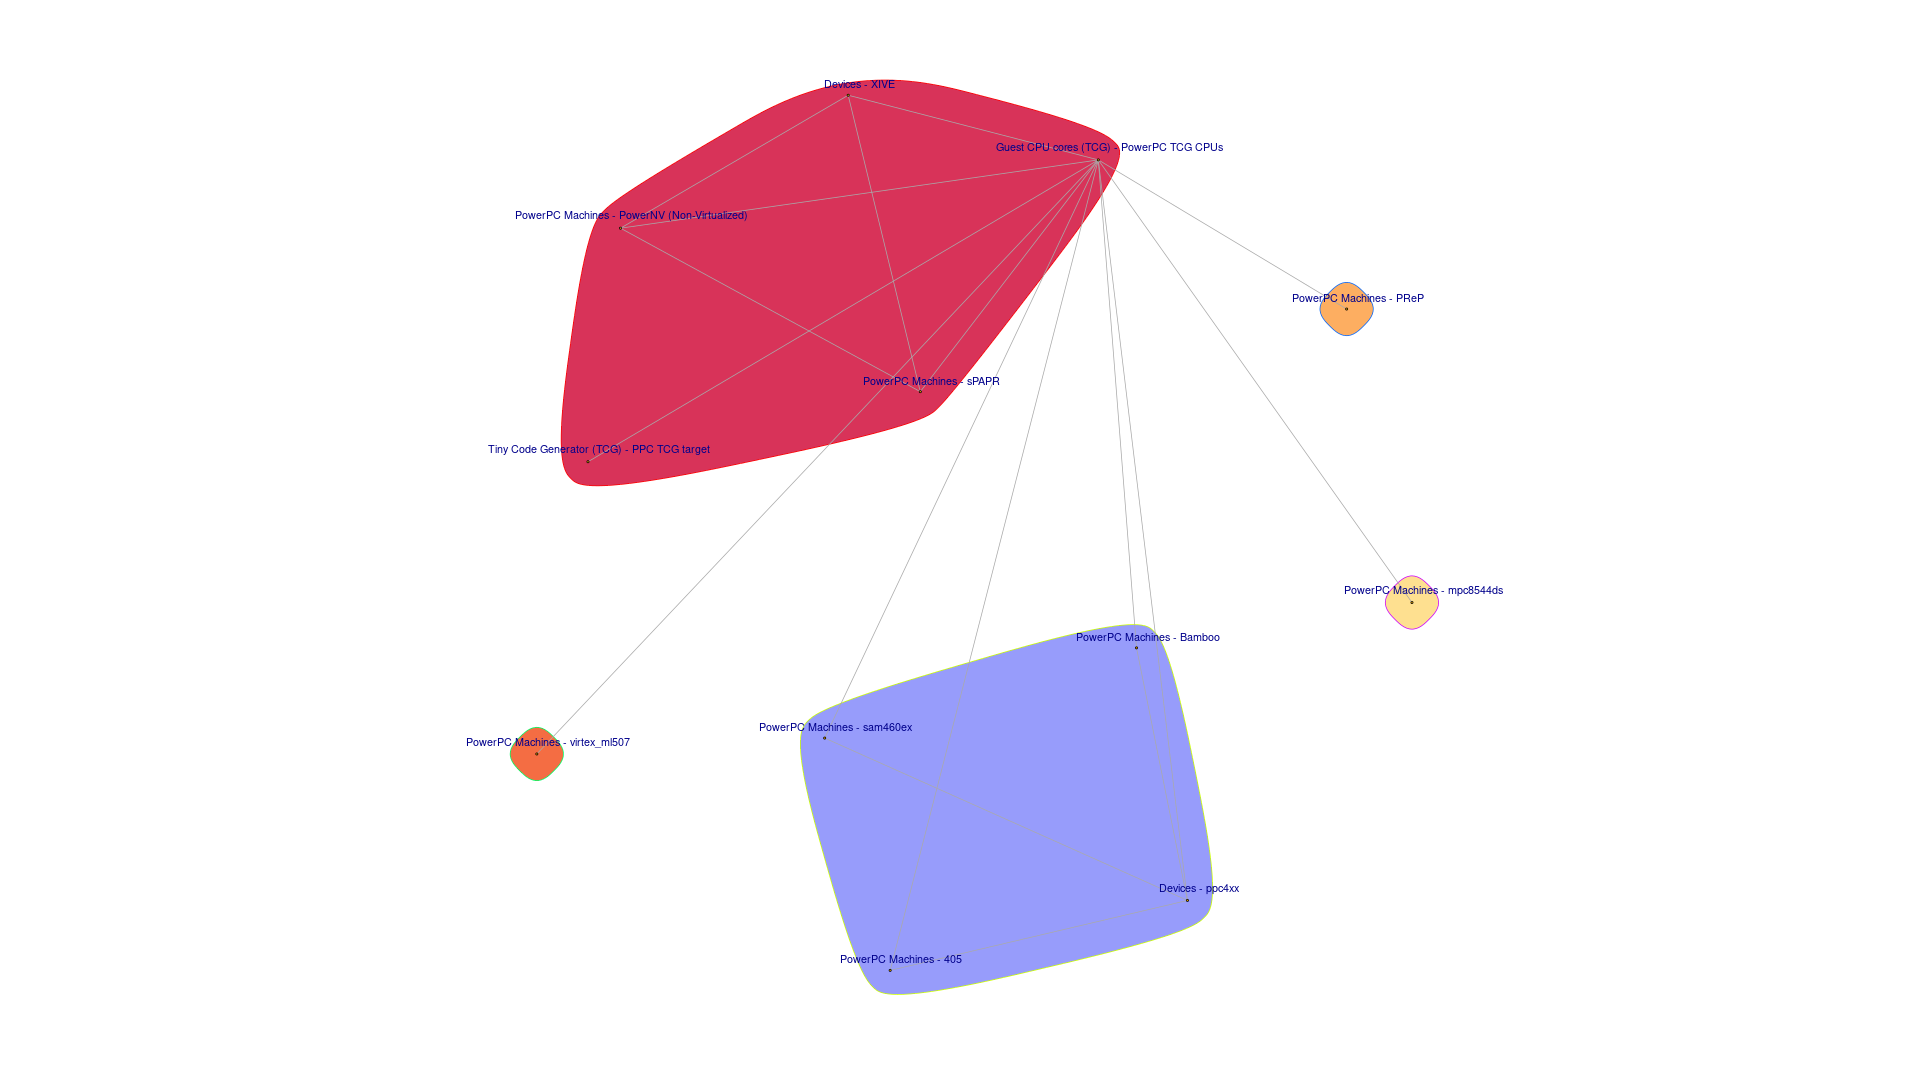 Devices - XIVE
Guest CPU cores (TCG) - PowerPC TCG CPUs
PowerPC Machines - PowerNV (Non-Virtualized)
PowerPC Machines - PReP
PowerPC Machines - sPAPR
Tiny Code Generator (TCG) - PPC TCG target
PowerPC Machines - mpc8544ds
PowerPC Machines - Bamboo
PowerPC Machines - sam460ex
PowerPC Machines - virtex_ml507
Devices - ppc4xx
PowerPC Machines - 405